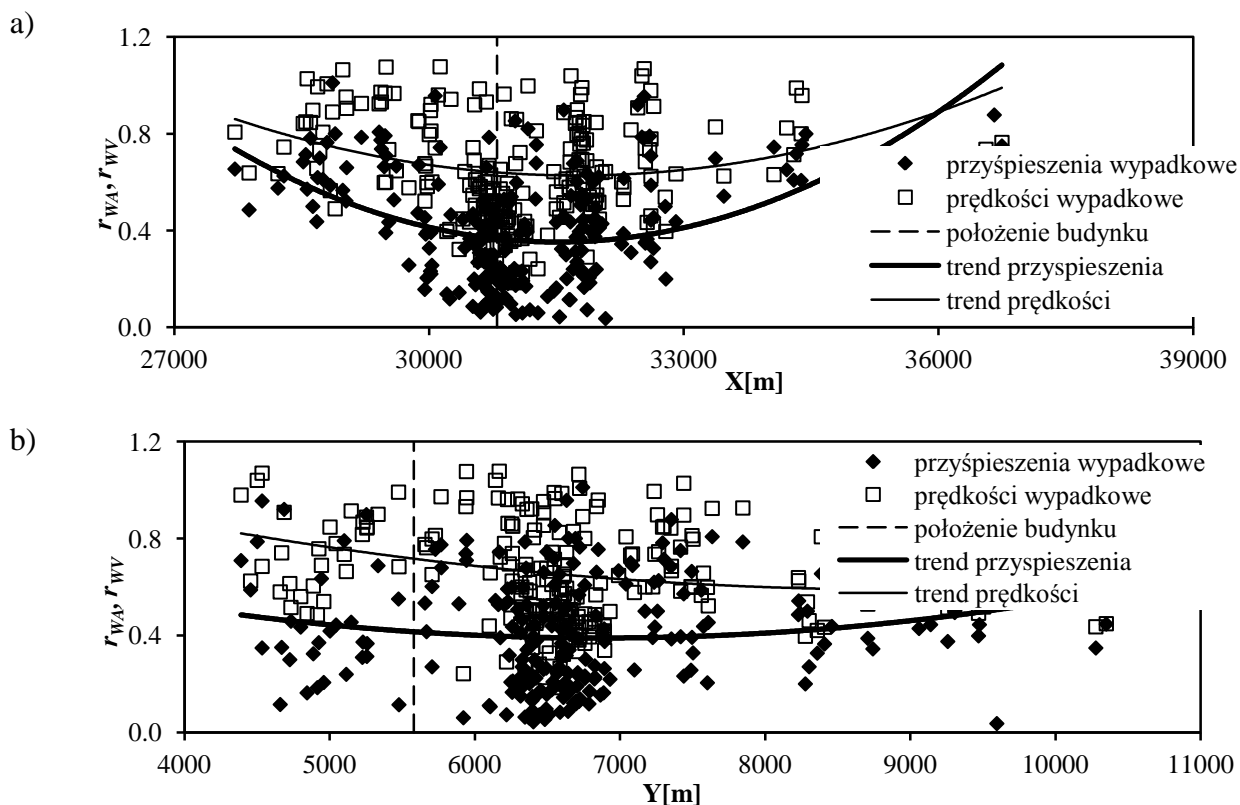 a)
1.2
0.8
0.4
0.0
r_WA, r_WV
27000 30000 33000 36000 39000
X[m]
przyśpieszenia wypadkowe
prędkości wypadkowe
położenie budynku
trend przyspieszenia
trend prędkości
b)
1.2
0.8
0.4
0.0
r_WA, r_WV
4000 5000 6000 7000 8000 9000 10000 11000
Y[m]
przyśpieszenia wypadkowe
prędkości wypadkowe
położenie budynku
trend przyspieszenia
trend prędkości